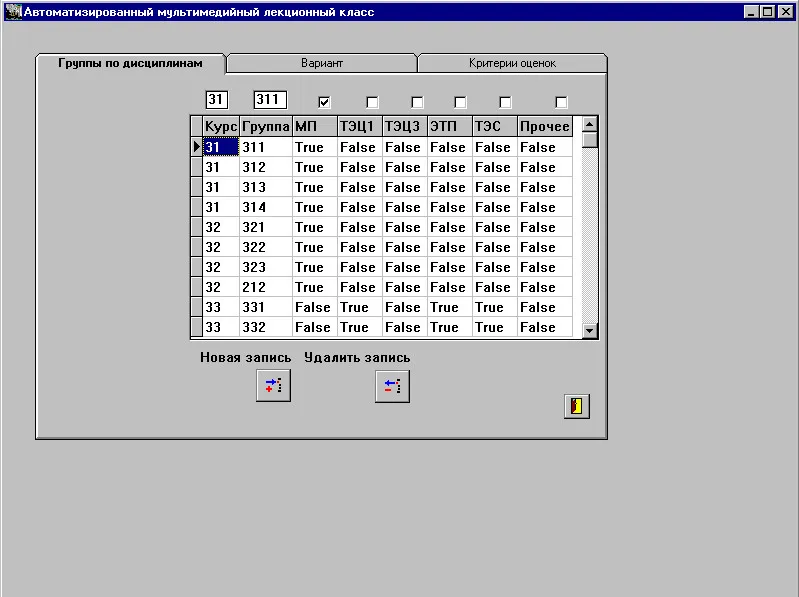 Автоматизированный мультимедийный лекционный класс
Группы по дисциплинам Вариант Критерии оценок
31 311
Курс Группа МП ТЭЦ1 ТЭЦ3 ЭТП ТЭС Прочее
31 311 True False False False False False
31 312 True False False False False False
31 313 True False False False False False
31 314 True False False False False False
32 321 True False False False False False
32 322 True False False False False False
32 323 True False False False False False
32 212 True False False False False False
33 331 False True False True True False
33 332 False True False True True False
Новая запись Удалить запись